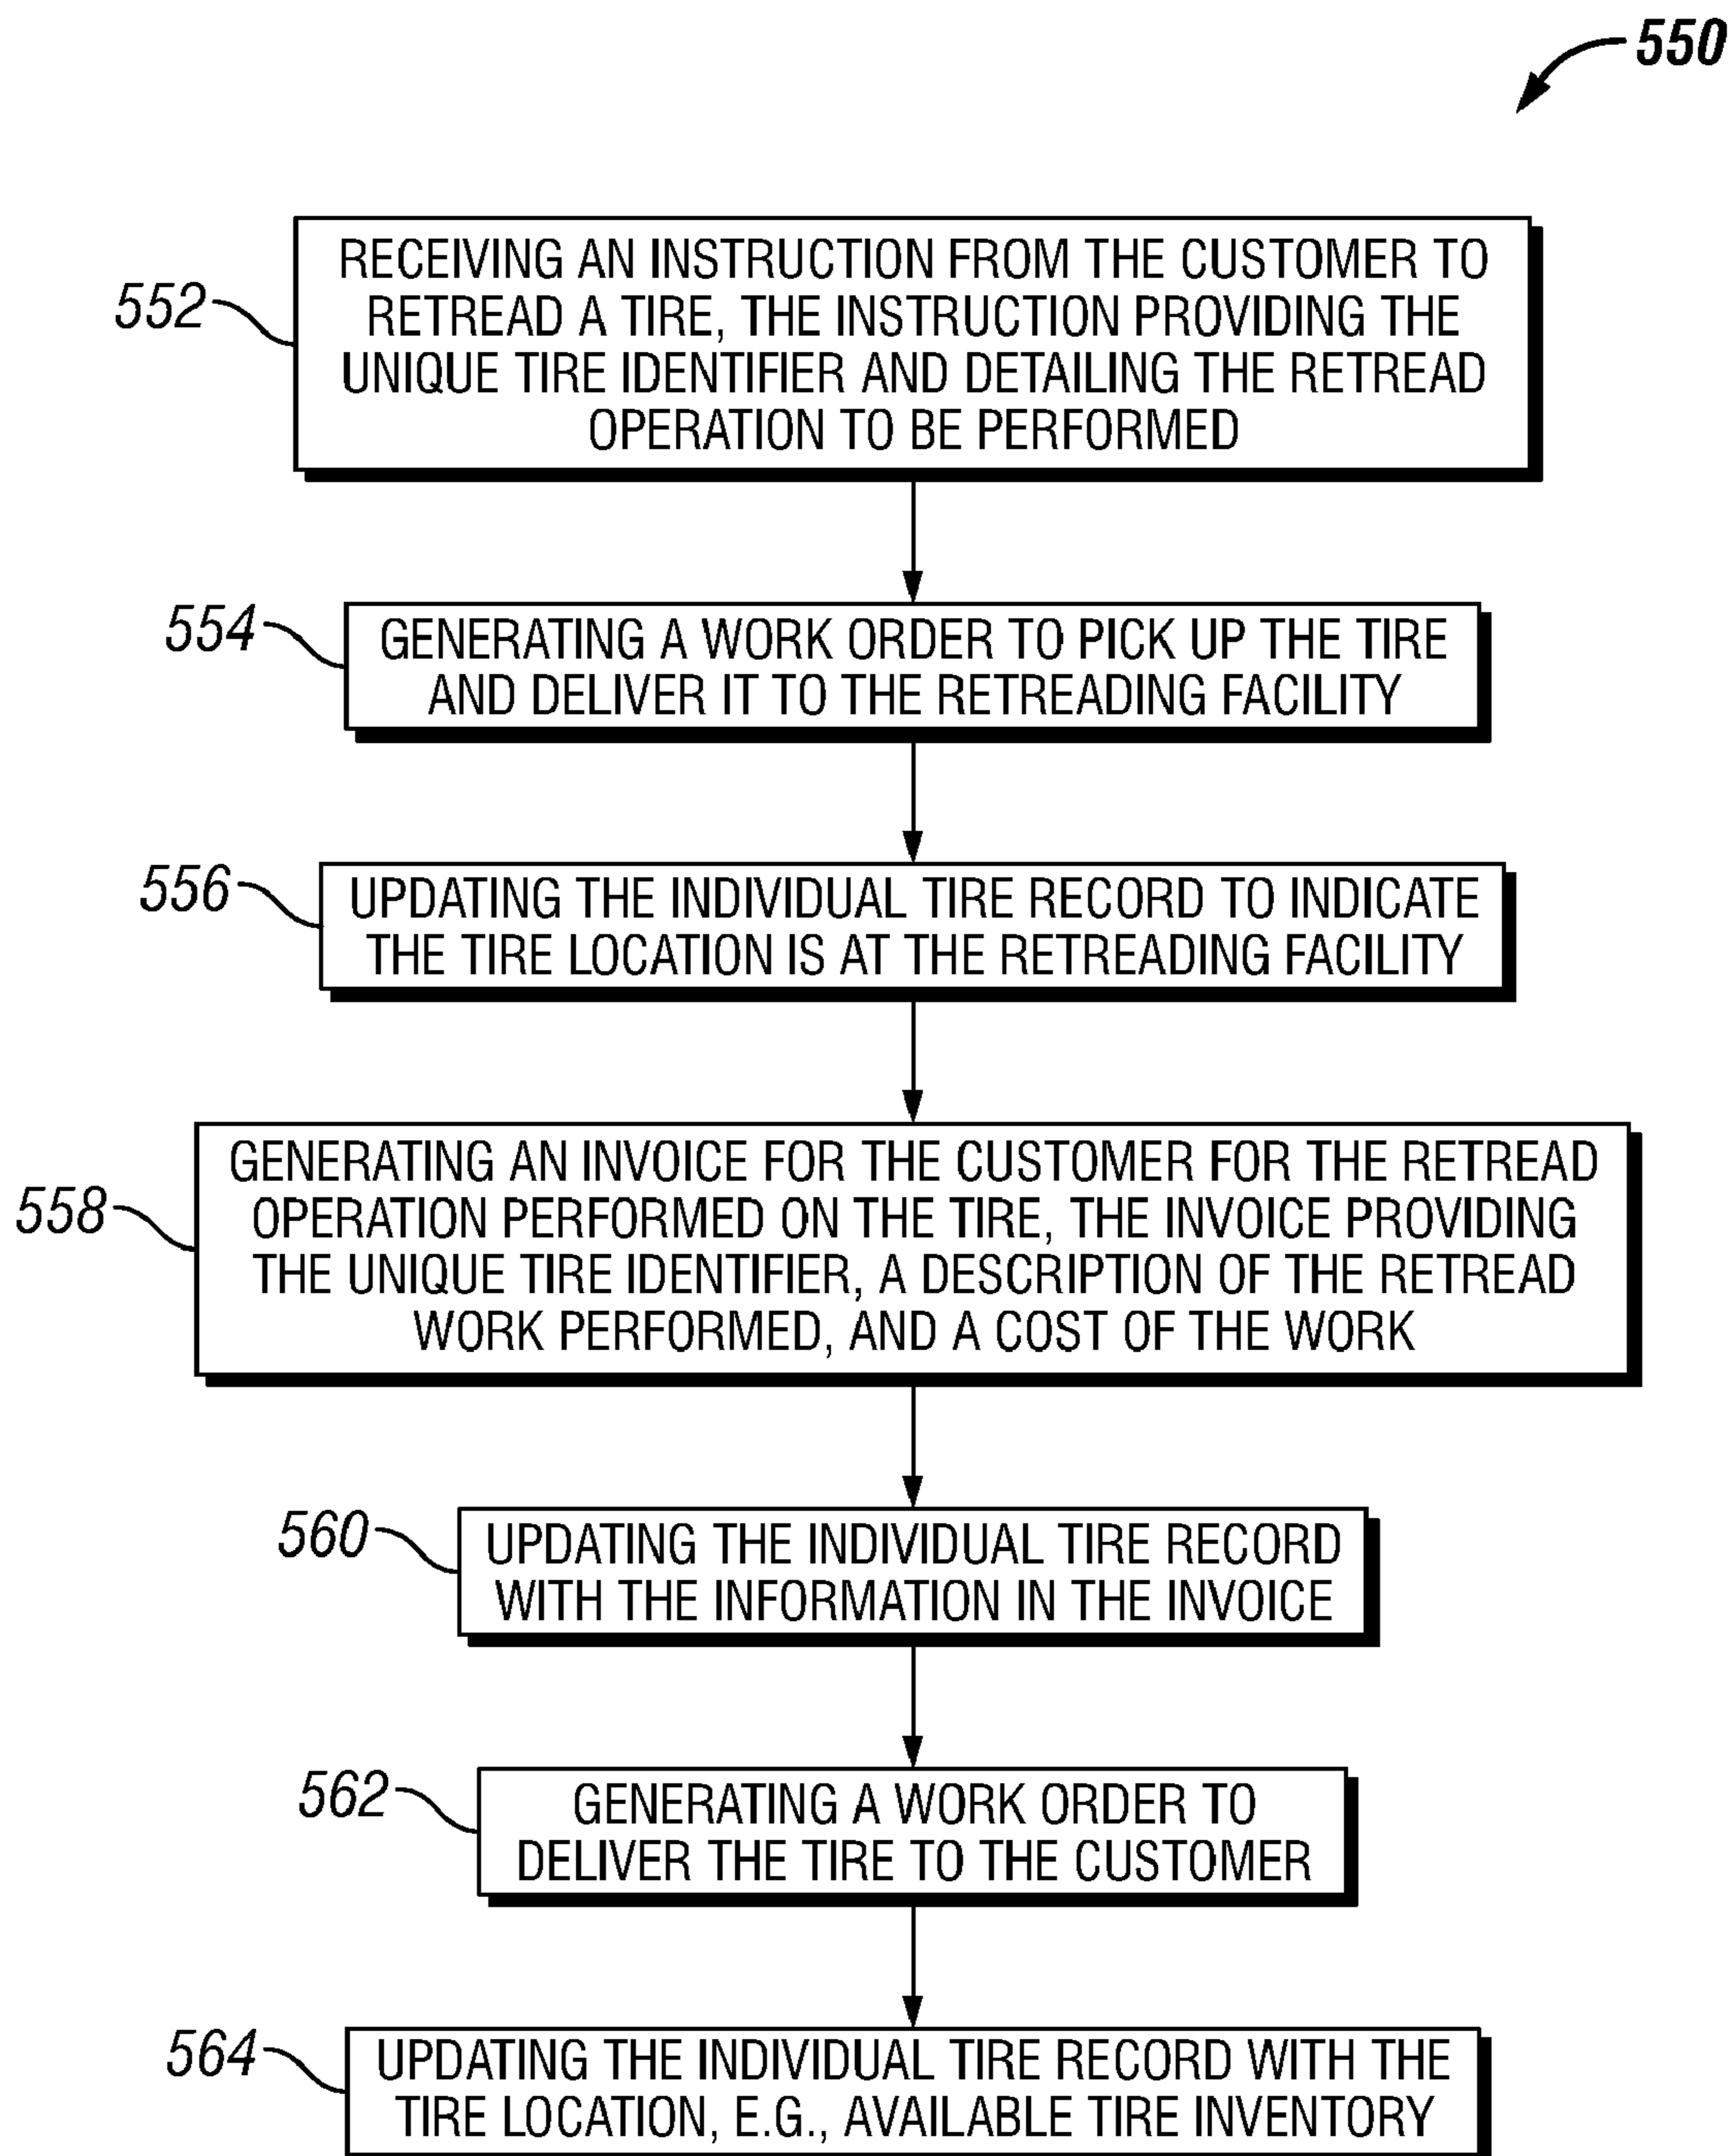 550
552
RECEIVING AN INSTRUCTION FROM THE CUSTOMER TO
RETREAD A TIRE, THE INSTRUCTION PROVIDING THE
UNIQUE TIRE IDENTIFIER AND DETAILING THE RETREAD
OPERATION TO BE PERFORMED
554
GENERATING A WORK ORDER TO PICK UP THE TIRE
AND DELIVER IT TO THE RETREADING FACILITY
556
UPDATING THE INDIVIDUAL TIRE RECORD TO INDICATE
THE TIRE LOCATION IS AT THE RETREADING FACILITY
558
GENERATING AN INVOICE FOR THE CUSTOMER FOR THE RETREAD
OPERATION PERFORMED ON THE TIRE, THE INVOICE PROVIDING
THE UNIQUE TIRE IDENTIFIER, A DESCRIPTION OF THE RETREAD
WORK PERFORMED, AND A COST OF THE WORK
560
UPDATING THE INDIVIDUAL TIRE RECORD
WITH THE INFORMATION IN THE INVOICE
562
GENERATING A WORK ORDER TO
DELIVER THE TIRE TO THE CUSTOMER
564
UPDATING THE INDIVIDUAL TIRE RECORD WITH THE
TIRE LOCATION, E.G., AVAILABLE TIRE INVENTORY